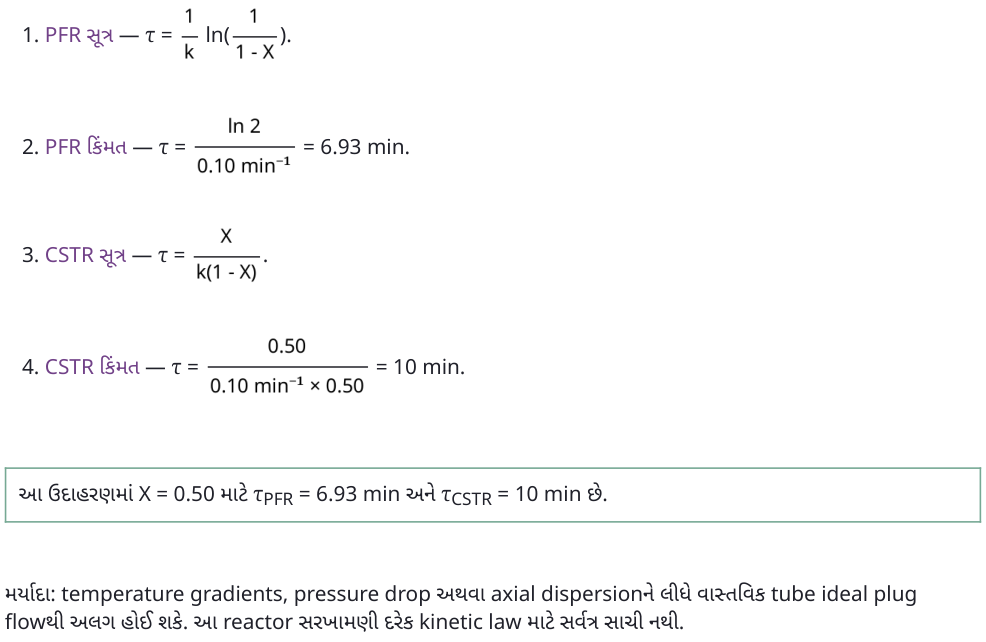 1. PFR સૂત્ર — τ = 1/k ln(1/(1 - X)).
2. PFR કિંમત — τ = ln 2/(0.10 min⁻¹) = 6.93 min.
3. CSTR સૂત્ર — τ = X/(k(1 - X)).
4. CSTR કિંમત — τ = 0.50/(0.10 min⁻¹ × 0.50) = 10 min.
આ ઉદાહરણમાં X = 0.50 માટે τPFR = 6.93 min અને τCSTR = 10 min છે.
મર્યાદા: temperature gradients, pressure drop અથવા axial dispersionને લીધે વાસ્તવિક tube ideal plug
flowથી અલગ હોઈ શકે. આ reactor સરખામણી દરેક kinetic law માટે સર્વત્ર સાચી નથી.